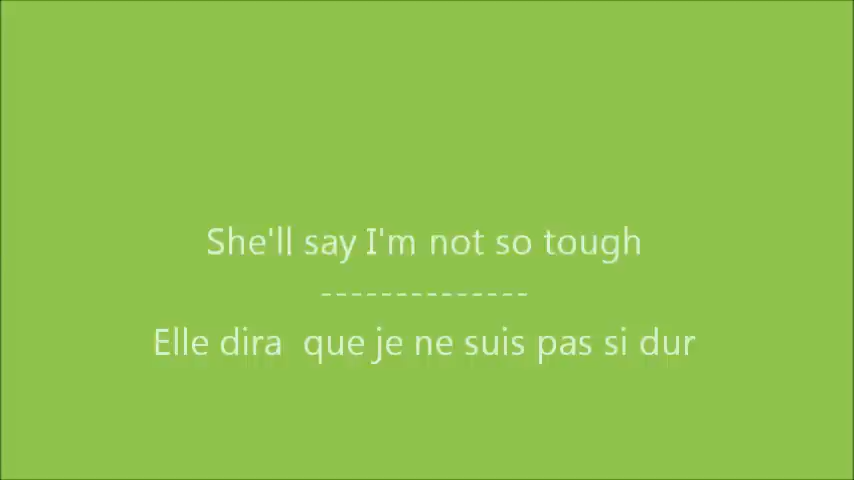 She'll say I'm not so tough
--------------
Elle dira  que je ne suis pas si dur